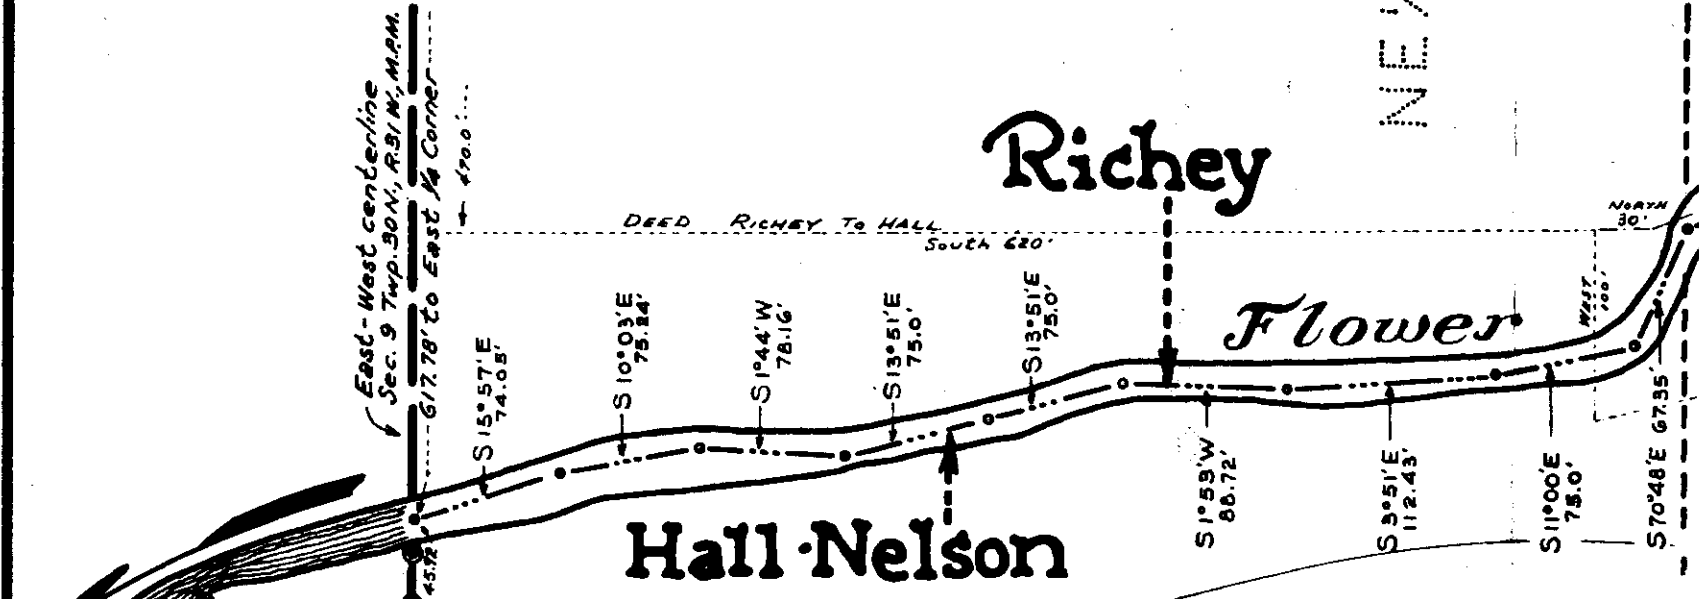 East-West centerline
Sec. 9 Twp. 30 N., R. 31 W., M.P.M.
617.78' to East ¼ Corner
470.0'
DEED RICHEY TO HALL
South 620'
Richey
NORTH
30'
WEST
100'
Flower
S 15°57'E
74.05'
S 10°03'E
75.24'
S 1°44'W
78.16'
S 13°51'E
75.0'
S 13°51'E
75.0'
S 1°53'W
88.72'
S 3°51'E
112.43'
S 11°00'E
75.0'
S 70°48'E 67.35'
45.72'
Hall-Nelson